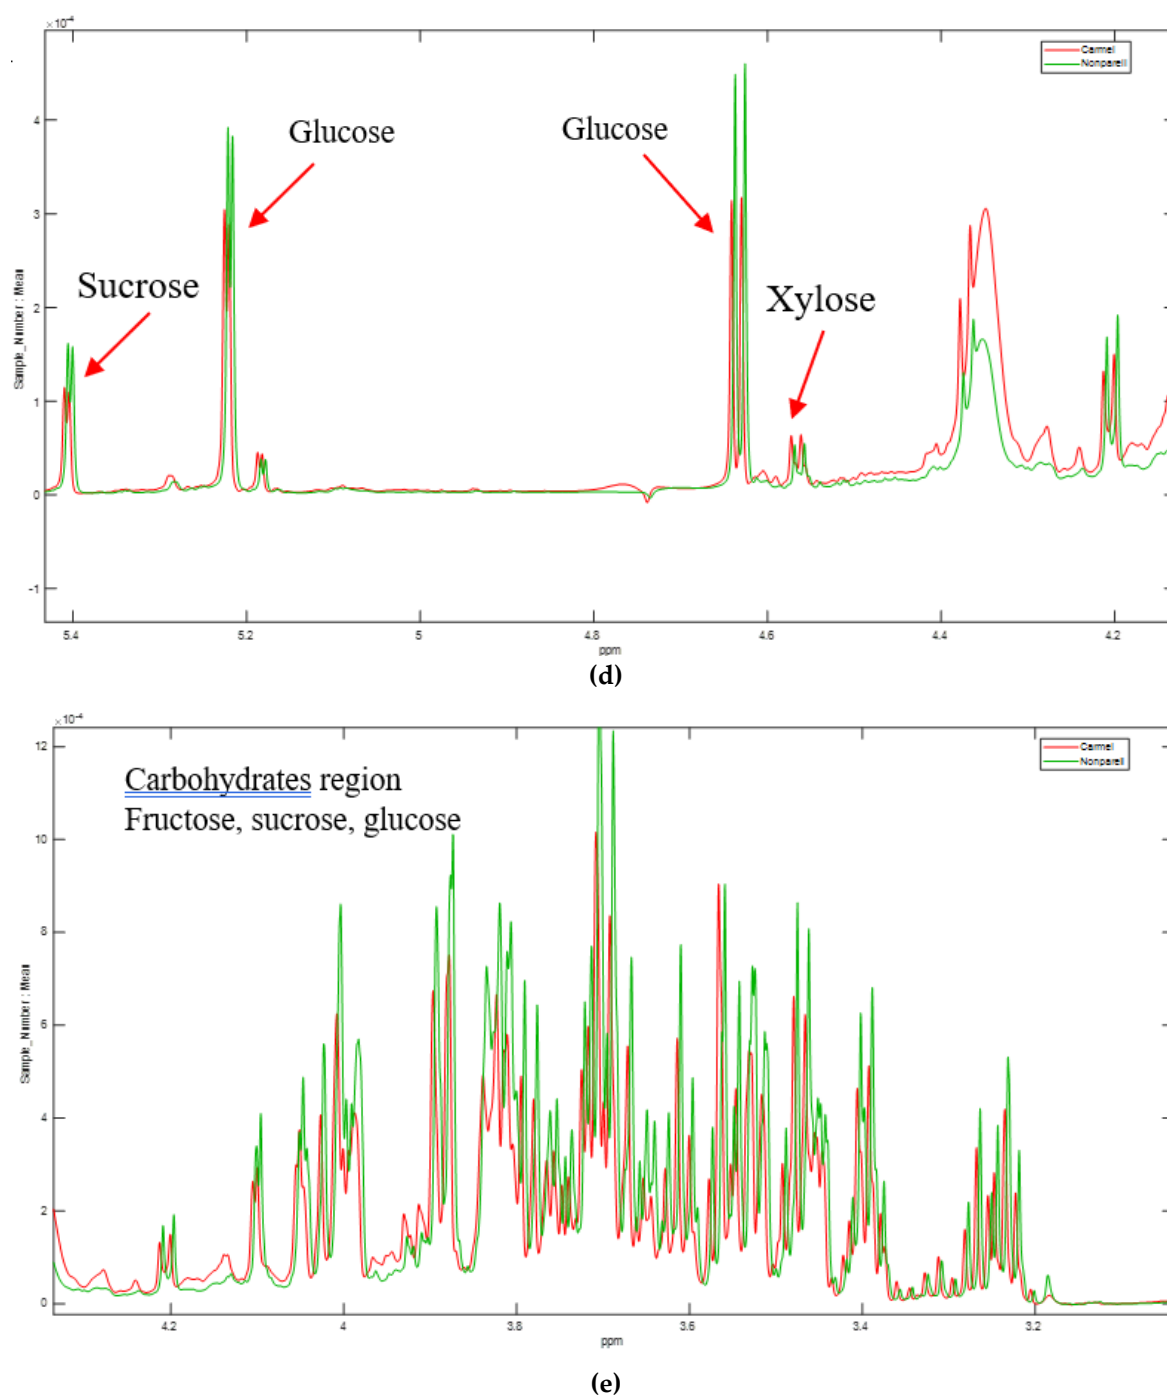 ×10⁻⁴
Carmel
Nonpareil
Glucose
Glucose
Sucrose
Xylose
Sample_Number : Mean
4
3
2
1
0
-1
5.4 5.2 5 4.8 4.6 4.4 4.2
ppm
(d)
×10⁻⁴
Carmel
Nonpareil
Carbohydrates region
Fructose, sucrose, glucose
Sample_Number : Mean
12
10
8
6
4
2
0
4.2 4 3.8 3.6 3.4 3.2
ppm
(e)